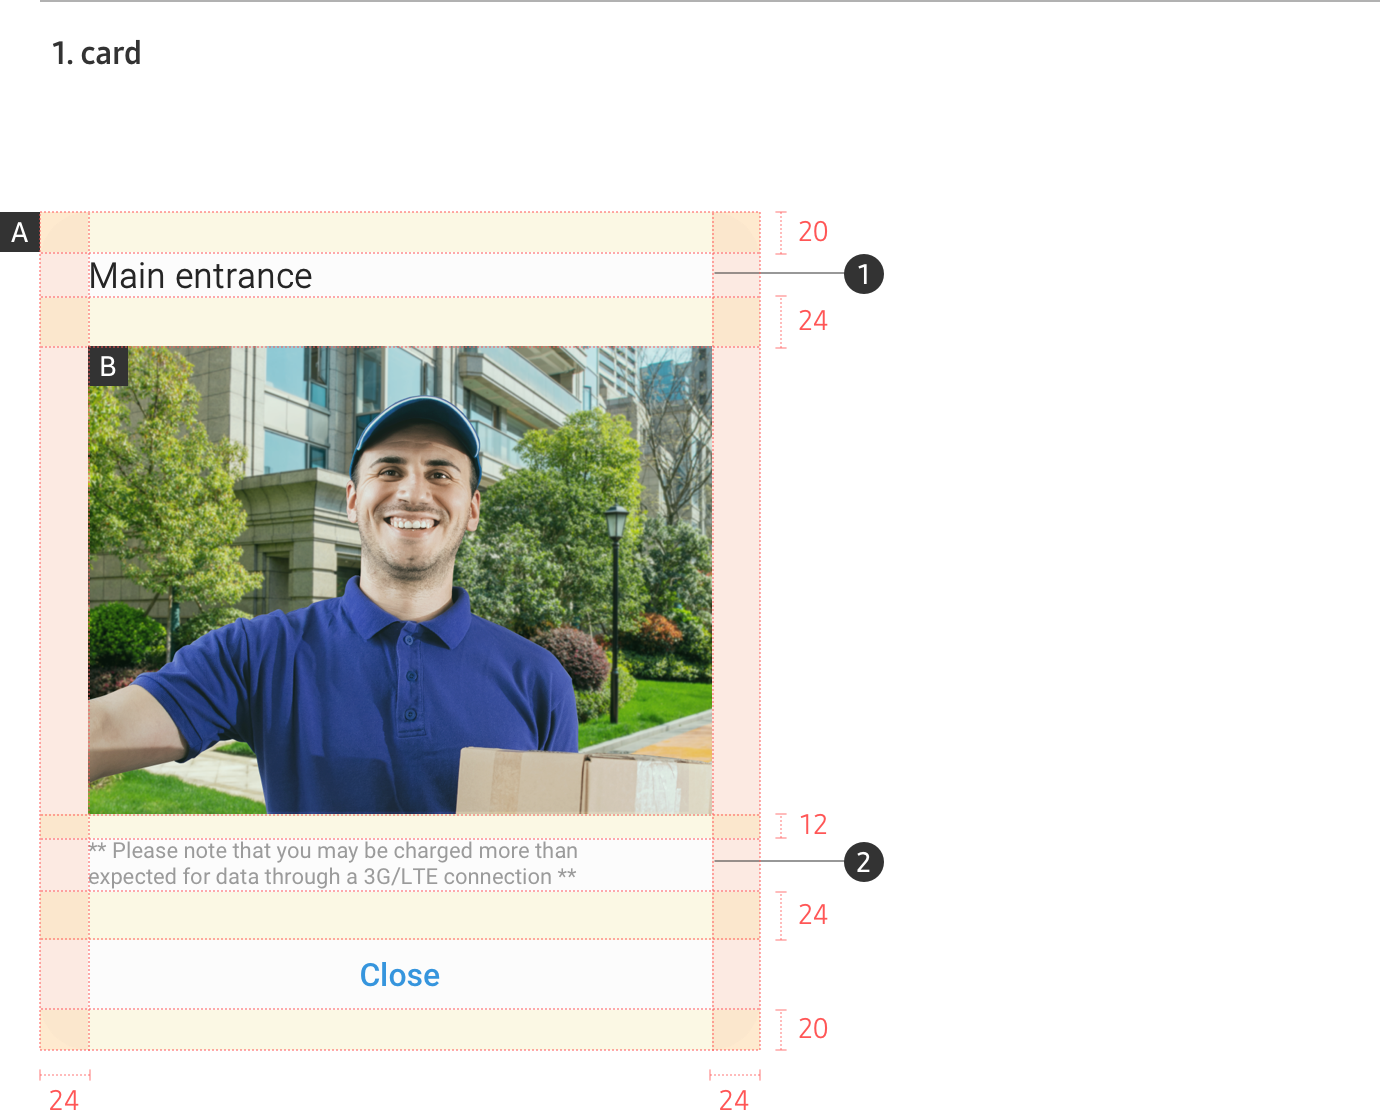 1. card
A
20
Main entrance
1
24
B
12
** Please note that you may be charged more than
expected for data through a 3G/LTE connection **
2
24
Close
20
24
24